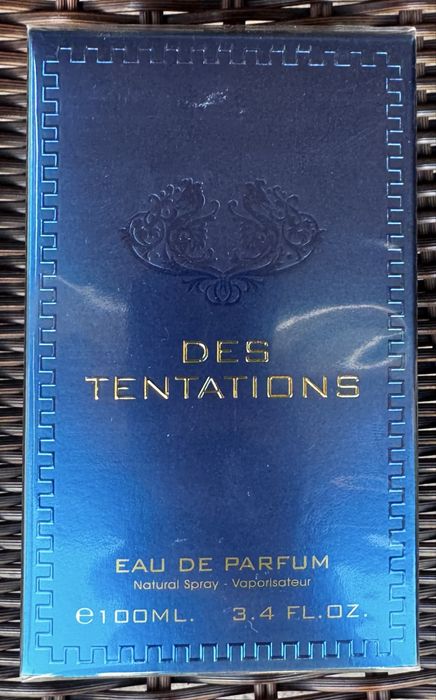 DES
TENTATIONS
EAU DE PARFUM
Natural Spray - Vaporisateur
℮100ML. 3.4 FL.OZ.